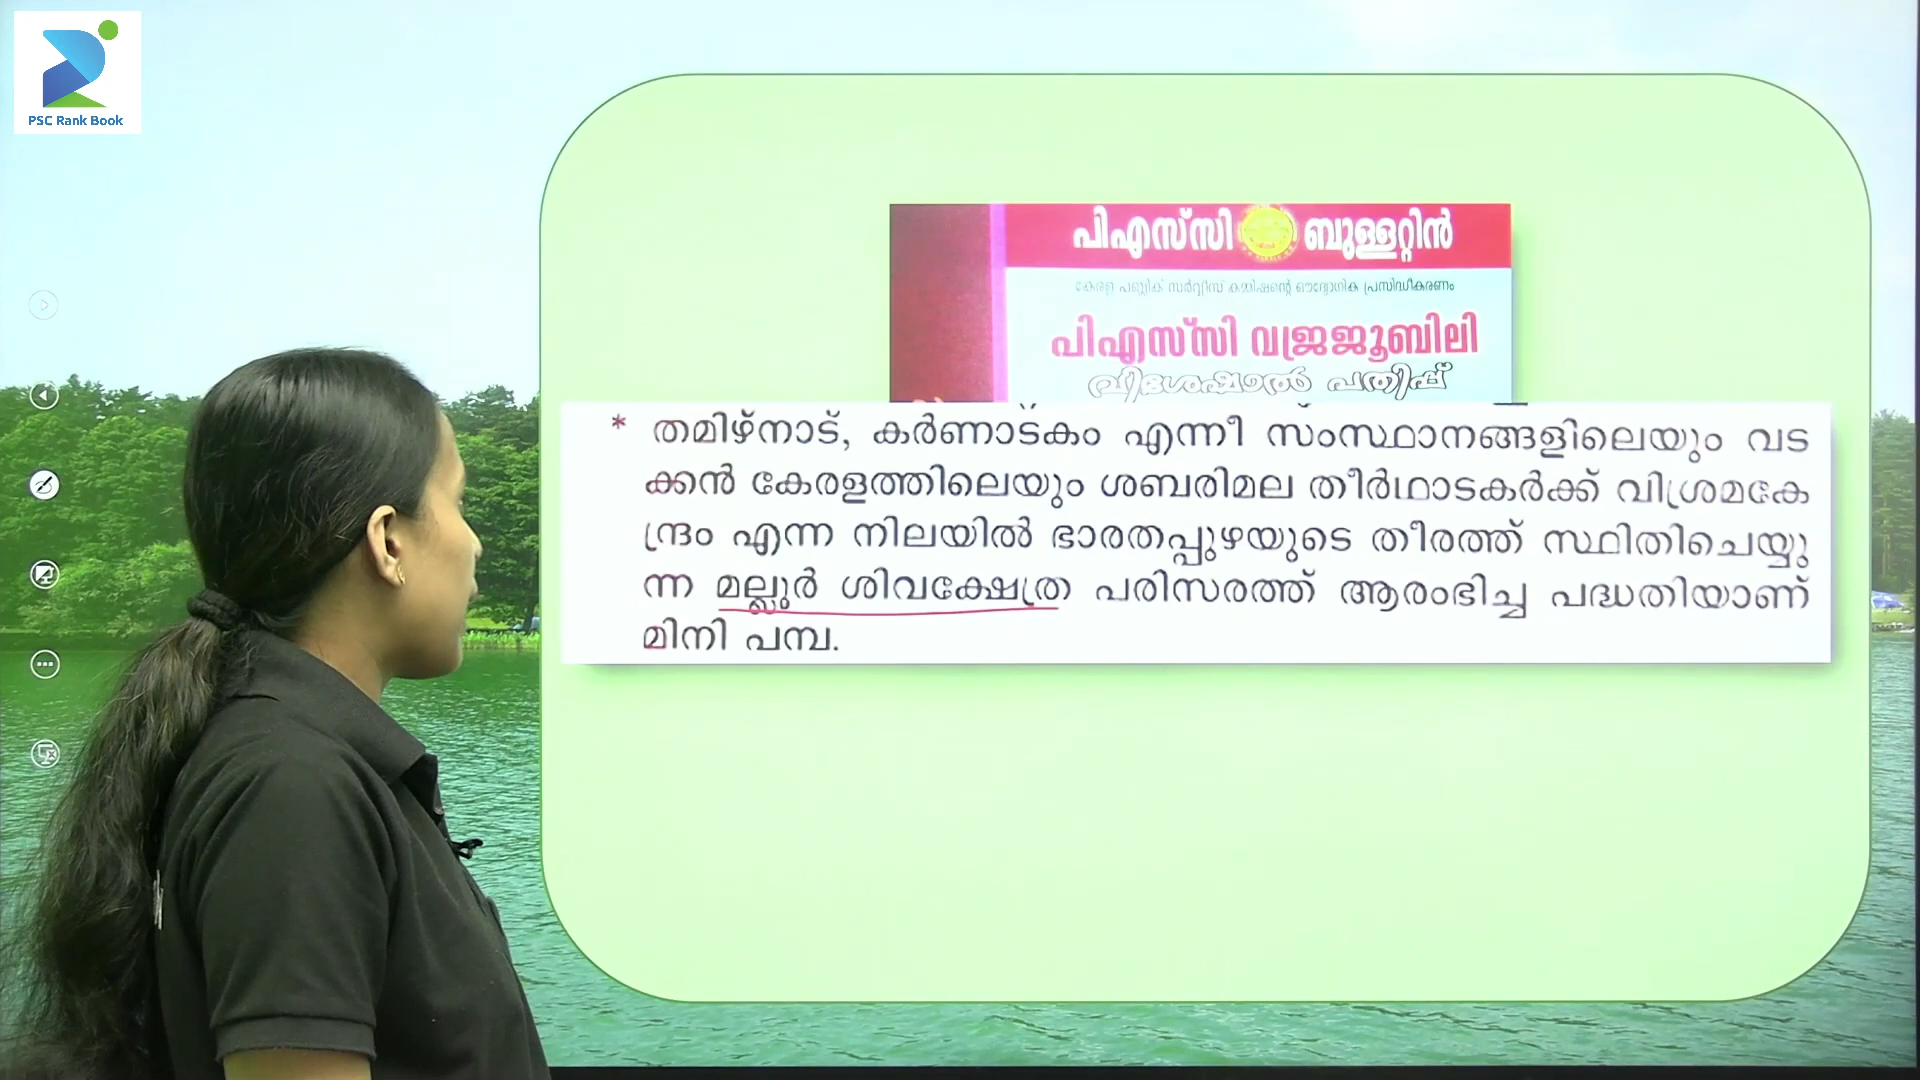 PSC Rank Book
പിഎസ്‌സി ബുള്ളറ്റിൻ
കേരള പബ്ലിക് സർവ്വീസ് കമ്മിഷന്റെ ഔദ്യോഗിക പ്രസിദ്ധീകരണം
പിഎസ്‌സി വജ്രജൂബിലി
വിശേഷാൽ പതിപ്പ്
* തമിഴ്നാട്, കർണാടകം എന്നീ സംസ്ഥാനങ്ങളിലെയും വട
ക്കൻ കേരളത്തിലെയും ശബരിമല തീർഥാടകർക്ക് വിശ്രമകേ
ന്ദ്രം എന്ന നിലയിൽ ഭാരതപ്പുഴയുടെ തീരത്ത് സ്ഥിതിചെയ്യു
ന്ന മല്ലൂർ ശിവക്ഷേത്ര പരിസരത്ത് ആരംഭിച്ച പദ്ധതിയാണ്
മിനി പമ്പ.